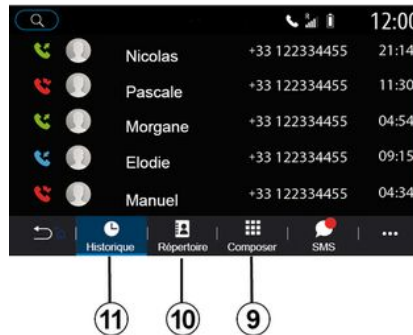 12:00
Nicolas +33 122334455 21:14
Pascale +33 122334455 11:30
Morgane +33 122334455 04:54
Elodie +33 122334455 09:15
Manuel +33 122334455 04:34
Historique Répertoire Composer SMS ...
11 10 9